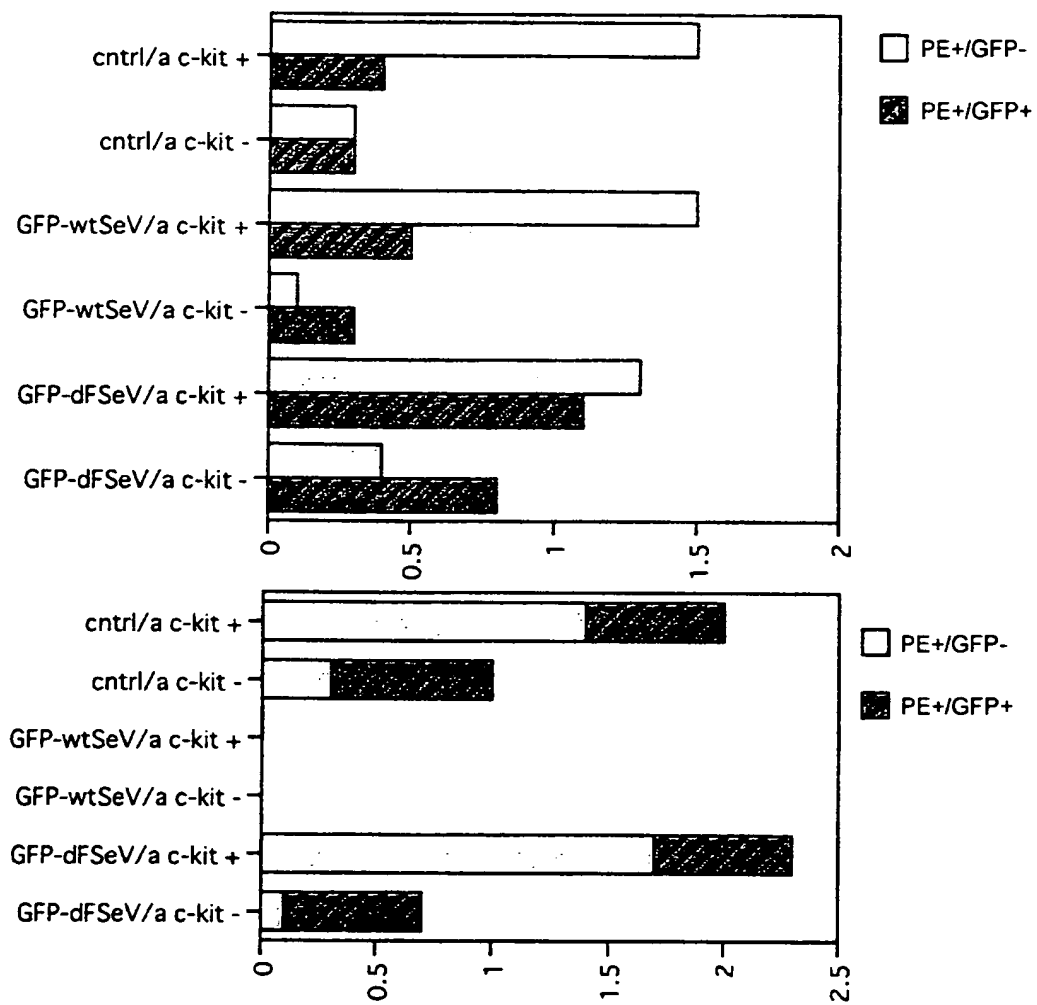 cntrl/a c-kit +
cntrl/a c-kit -
GFP-wtSeV/a c-kit +
GFP-wtSeV/a c-kit -
GFP-dFSeV/a c-kit +
GFP-dFSeV/a c-kit -
0 0.5 1 1.5 2
PE+/GFP-
PE+/GFP+
cntrl/a c-kit +
cntrl/a c-kit -
GFP-wtSeV/a c-kit +
GFP-wtSeV/a c-kit -
GFP-dFSeV/a c-kit +
GFP-dFSeV/a c-kit -
0 0.5 1 1.5 2 2.5
PE+/GFP-
PE+/GFP+